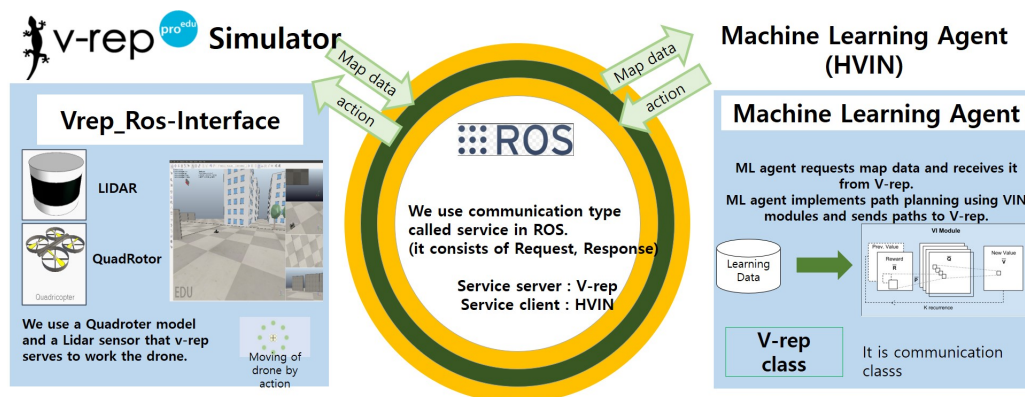 v-rep
pro edu
Simulator
Map data
action
Vrep_Ros-Interface
LIDAR
QuadRotor
Quadricopter
EDU
We use a Quadroter model
and a Lidar sensor that v-rep
serves to work the drone.
Moving of
drone by
action
ROS
We use communication type
called service in ROS.
(it consists of Request, Response)
Service server : V-rep
Service client : HVIN
Map data
action
Machine Learning Agent
(HVIN)
Machine Learning Agent
ML agent requests map data and receives it
from V-rep.
ML agent implements path planning using VIN
modules and sends paths to V-rep.
Learning
Data
VI Module
Prev. Value
Reward
R̄
Q̄
P̄
New Value
V̄
K recurrence
V-rep
class
It is communication
classs